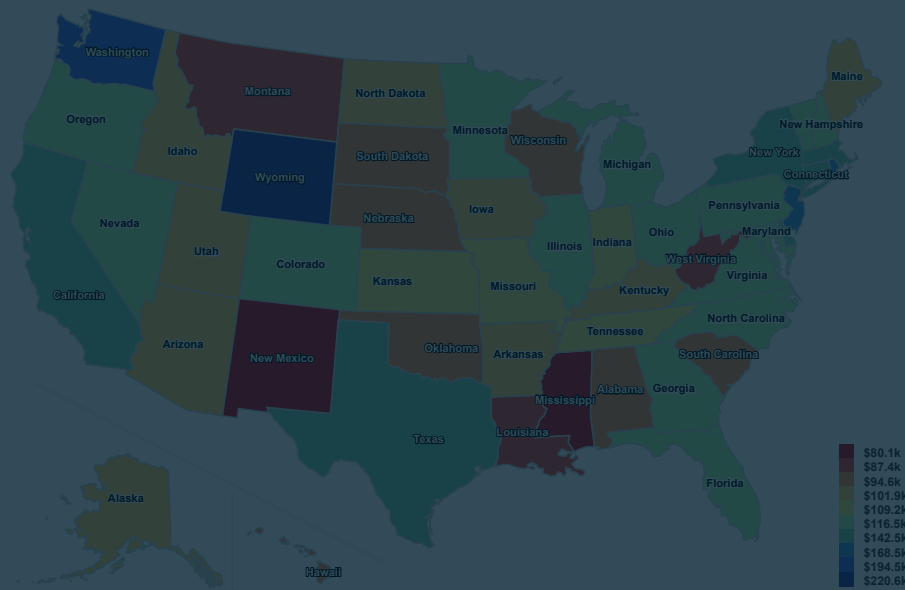 Washington
Montana
North Dakota
Maine
Oregon
Minnesota
New Hampshire
Wisconsin
Idaho
South Dakota
New York
Michigan
Wyoming
Connecticut
Iowa
Pennsylvania
Nebraska
Nevada
Ohio
Maryland
Illinois
Indiana
Utah
West Virginia
Colorado
Virginia
Kansas
Missouri
Kentucky
California
North Carolina
Tennessee
Arizona
Oklahoma
Arkansas
South Carolina
New Mexico
Alabama
Georgia
Mississippi
Louisiana
Texas
Florida
Alaska
Hawaii
$80.1k
$87.4k
$94.6k
$101.9k
$109.2k
$116.5k
$142.5k
$168.5k
$194.5k
$220.6k